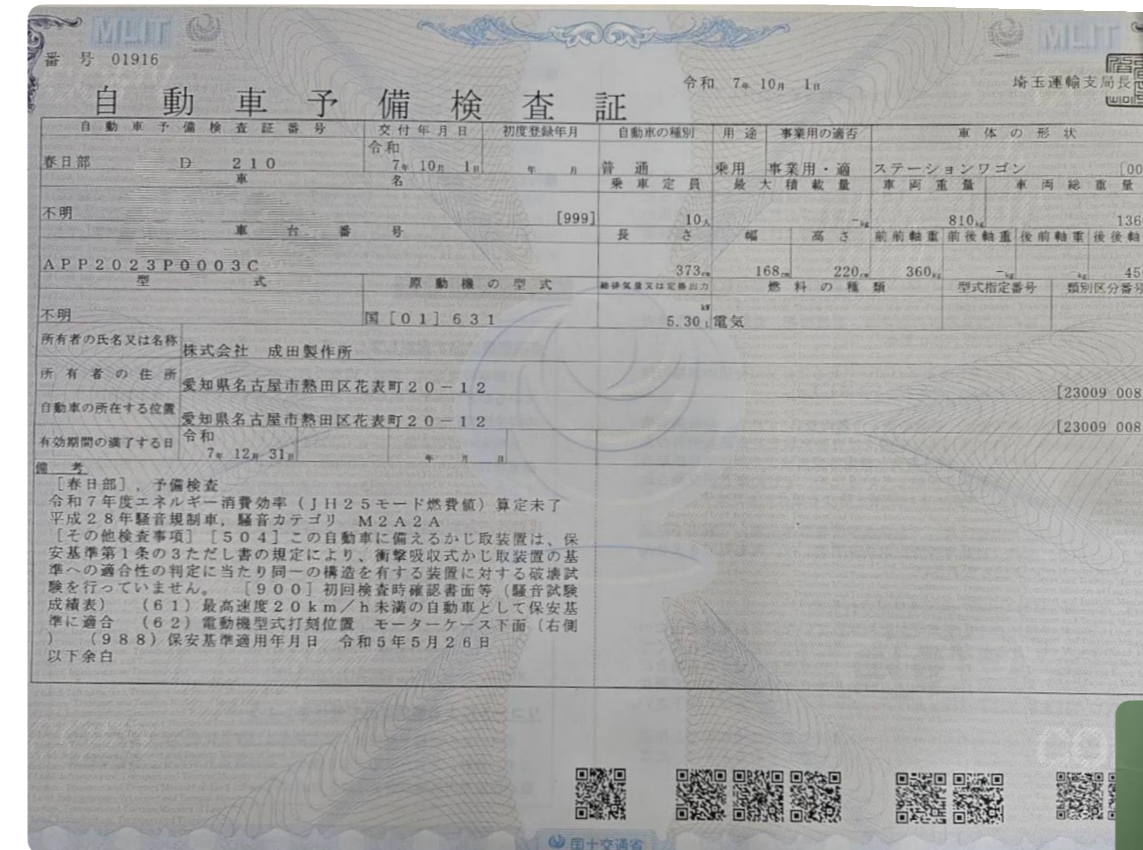 MLIT
MLIT
番 号 01916
令和 7年 10月 1日
埼玉運輸支局長
自動車予備検査証
自動車予備検査証番号 交付年月日 初度登録年月 自動車の種別 用途 事業用の適否 車体の形状
春日部 D 210 令和 7年 10月 1日 年 月 普通 乗用 事業用・適 ステーションワゴン [00
車名 乗車定員 最大積載量 車両重量 車両総重量
不明 [999] 10人 -kg 810kg 136
車台番号 長さ 幅 高さ 前前軸重 前後軸重 後前軸重 後後軸
APP2023P0003C 373cm 168cm 220cm 360kg -kg -kg 45
型式 原動機の型式 総排気量又は定格出力 燃料の種類 型式指定番号 類別区分番号
不明 国[01]631 kW 5.30 L 電気
所有者の氏名又は名称 株式会社 成田製作所
所有者の住所 愛知県名古屋市熱田区花表町20-12 [23009 008
自動車の所在する位置 愛知県名古屋市熱田区花表町20-12 [23009 008
有効期間の満了する日 令和 7年 12月 31日 年 月 日
備考
[春日部],予備検査
令和7年度エネルギー消費効率(JH25モード燃費値)算定未了
平成28年騒音規制車,騒音カテゴリ M2A2A
[その他検査事項][504]この自動車に備えるかじ取装置は、保
安基準第1条の3ただし書の規定により、衝撃吸収式かじ取装置の基
準への適合性の判定に当たり同一の構造を有する装置に対する破壊試
験を行っていません。 [900]初回検査時確認書面等(騒音試験
成績表) (61)最高速度20km/h未満の自動車として保安基
準に適合 (62)電動機型式打刻位置 モーターケース下面(右側
) (988)保安基準適用年月日 令和5年5月26日
以下余白
国土交通省